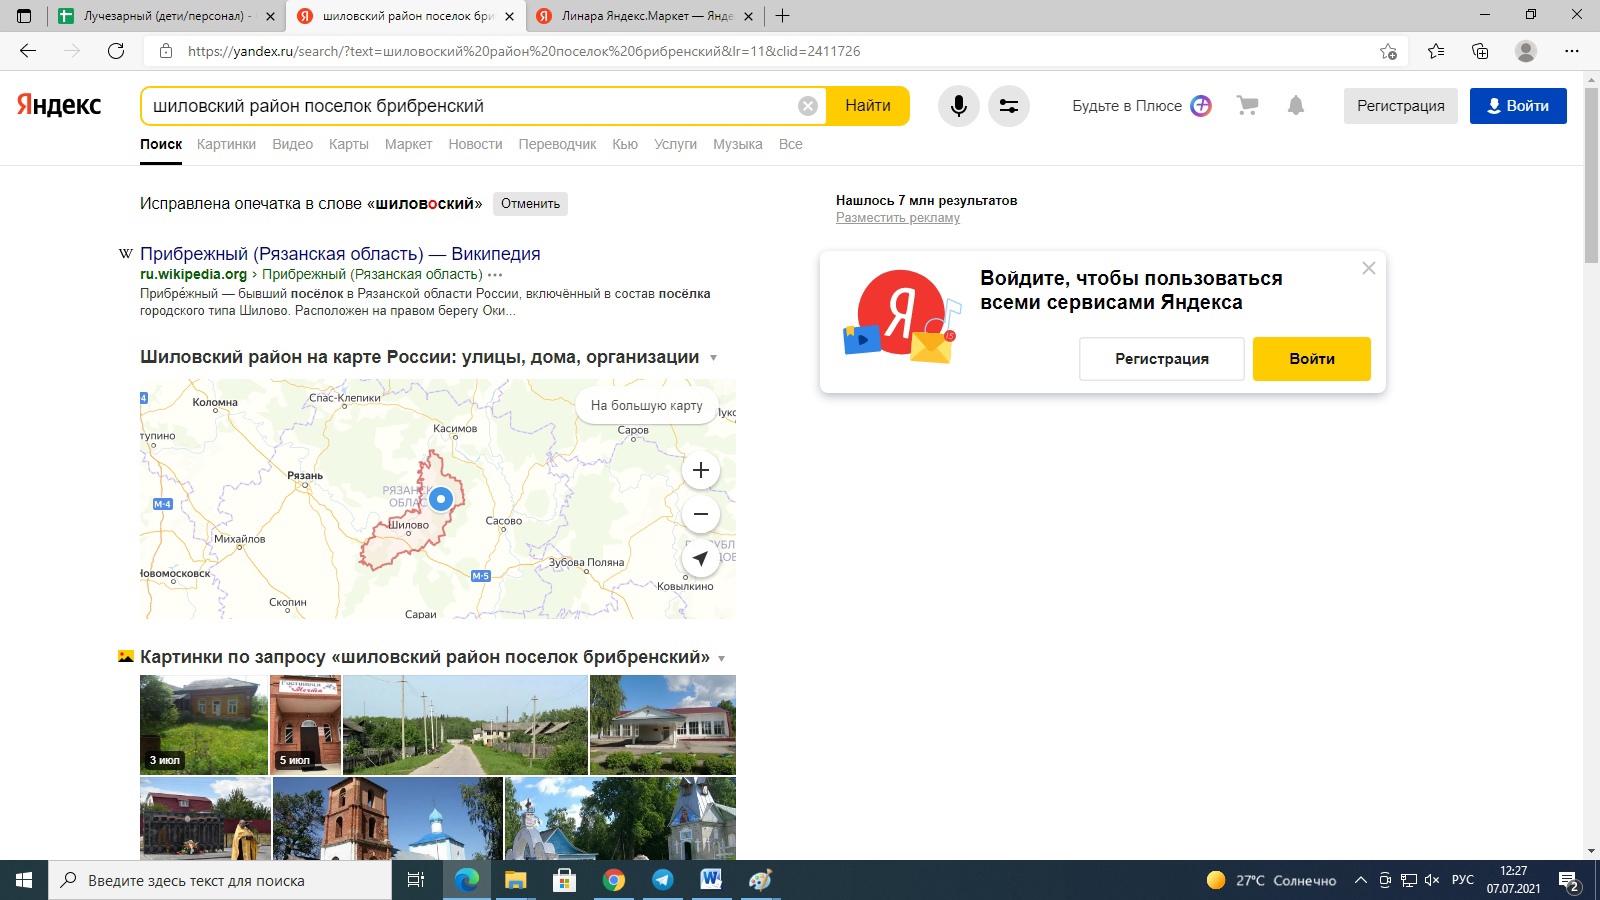 Лучезарный (дети/персонал) -
шиловский район поселок бри
Линара Яндекс.Маркет — Янде
https://yandex.ru/search/?text=шиловоский%20район%20поселок%20брибренский&lr=11&clid=2411726
Яндекс
шиловский район поселок брибренский
Найти
Будьте в Плюсе
Регистрация
Войти
Поиск Картинки Видео Карты Маркет Новости Переводчик Кью Услуги Музыка Все
Исправлена опечатка в слове «шиловоский» Отменить
Нашлось 7 млн результатов
Разместить рекламу
W Прибрежный (Рязанская область) — Википедия
ru.wikipedia.org › Прибрежный (Рязанская область)
Прибре́жный — бывший посёлок в Рязанской области России, включённый в состав посёлка
городского типа Шилово. Расположен на правом берегу Оки...
Войдите, чтобы пользоваться
всеми сервисами Яндекса
Я
15
Регистрация
Войти
Шиловский район на карте России: улицы, дома, организации
На большую карту
4
Коломна
Спас-Клепики
тупино
Касимов
Саров
Рязань
М-4
Шилово
Сасово
Михайлов
Новомосковск
М-5
Зубова Поляна
Ковылкино
Скопин
Сараи
Картинки по запросу «шиловский район поселок брибренский»
Гостиница
Мечта
3 июл
5 июл
Введите здесь текст для поиска
27°C Солнечно
РУС
12:27
07.07.2021
2